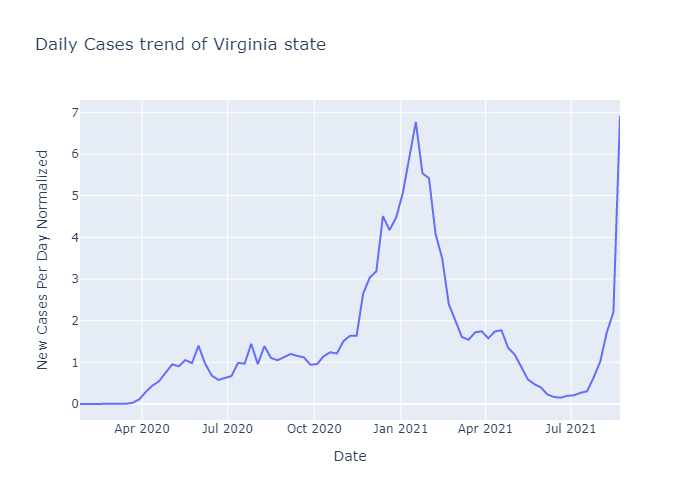 Daily Cases trend of Virginia state
New Cases Per Day Normalized
7
6
5
4
3
2
1
0
Apr 2020 Jul 2020 Oct 2020 Jan 2021 Apr 2021 Jul 2021
Date